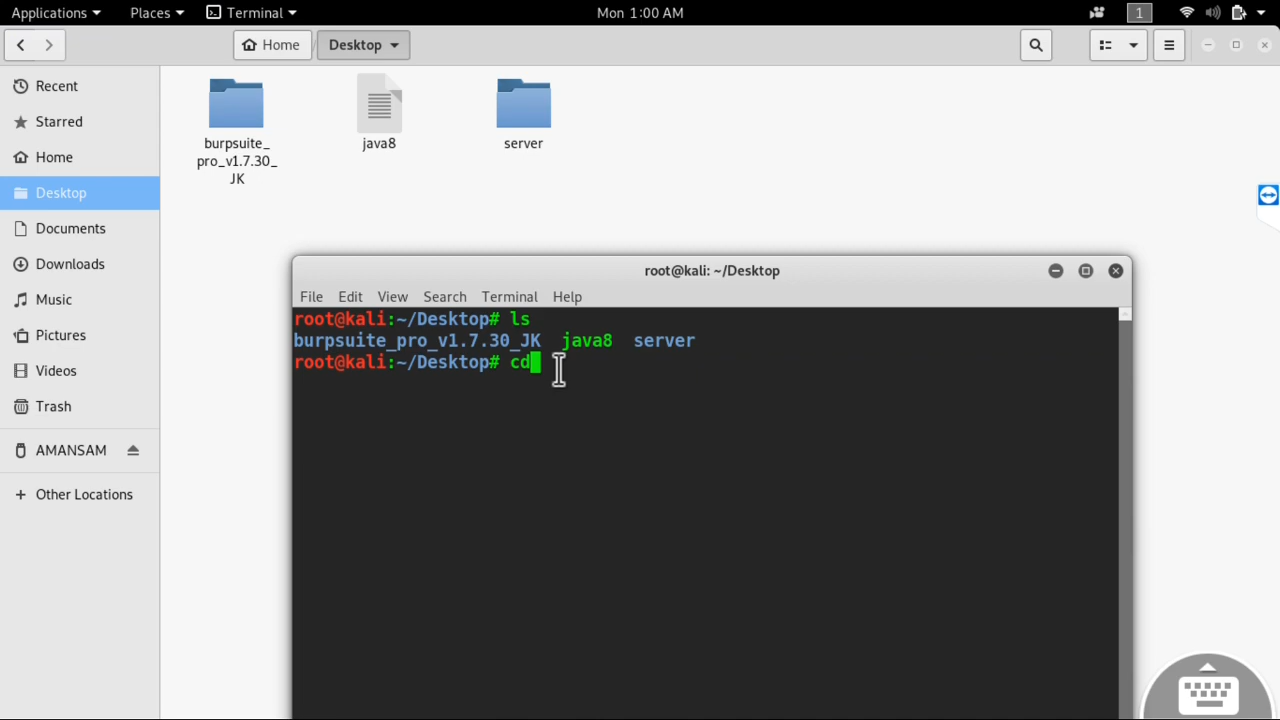 Applications Places Terminal Mon 1:00 AM 1
Home Desktop
Recent
Starred
Home
Desktop
Documents
Downloads
Music
Pictures
Videos
Trash
AMANSAM
Other Locations
burpsuite_
pro_v1.7.30_
JK
java8
server
root@kali: ~/Desktop
File Edit View Search Terminal Help
root@kali:~/Desktop# ls
burpsuite_pro_v1.7.30_JK java8 server
root@kali:~/Desktop# cd